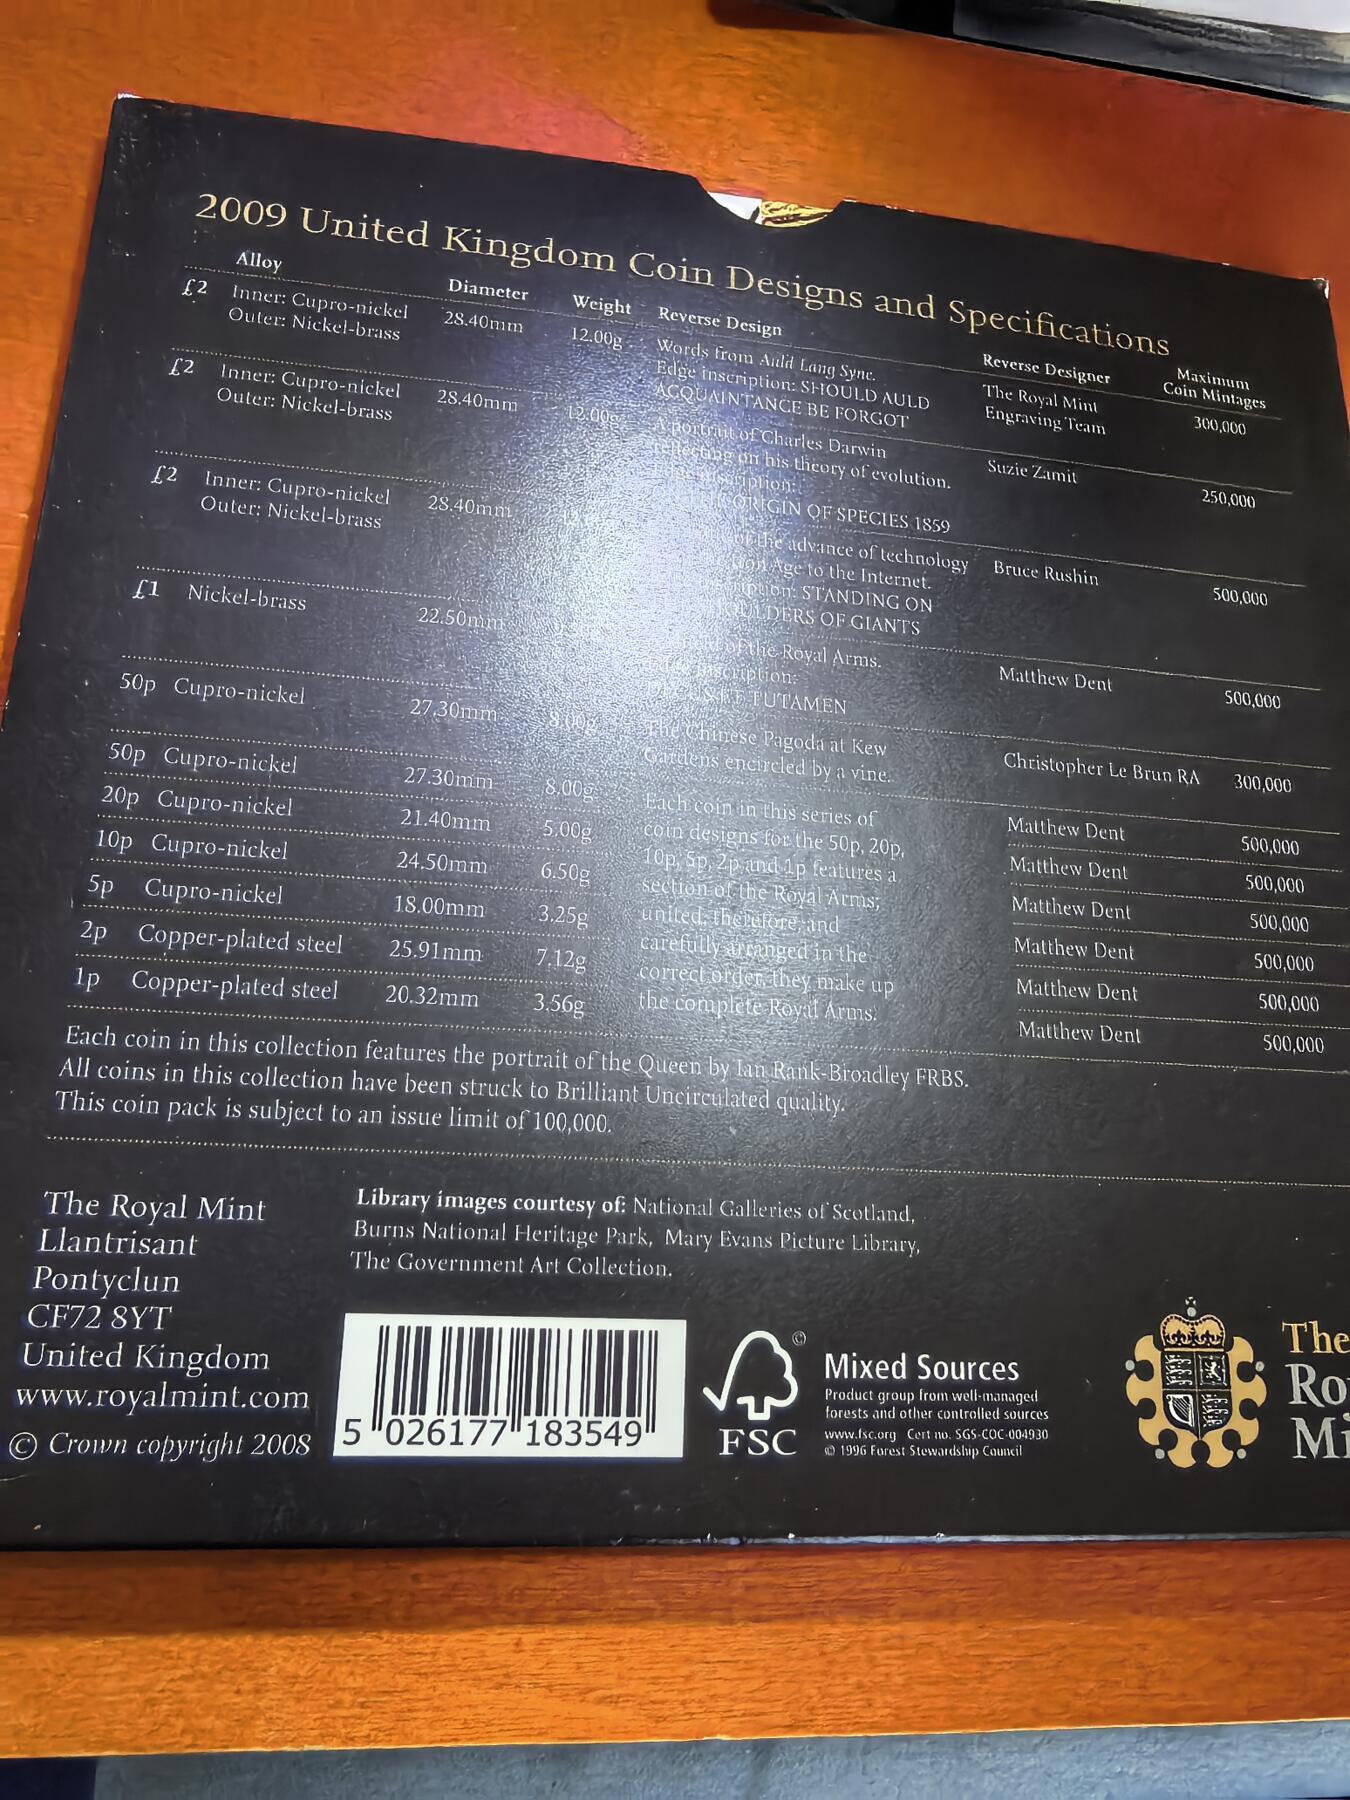 2009 United Kingdom Coin Designs and Specifications
Alloy Diameter Weight Reverse Design Reverse Designer Maximum Coin Mintages
£2 Inner: Cupro-nickel 28.40mm 12.00g Words from Auld Lang Syne. The Royal Mint 300,000
Outer: Nickel-brass Edge inscription: SHOULD AULD Engraving Team
ACQUAINTANCE BE FORGOT
£2 Inner: Cupro-nickel 28.40mm 12.00g A portrait of Charles Darwin Suzie Zamit 250,000
Outer: Nickel-brass reflecting on his theory of evolution.
inscription:
ORIGIN OF SPECIES 1859
£2 Inner: Cupro-nickel 28.40mm of the advance of technology Bruce Rushin 500,000
Outer: Nickel-brass Age to the Internet.
STANDING ON
OF GIANTS
£1 Nickel-brass 22.50mm of the Royal Arms. Matthew Dent 500,000
inscription:
ET TUTAMEN
50p Cupro-nickel 27.30mm 8.00g The Chinese Pagoda at Kew Christopher Le Brun RA 300,000
Gardens encircled by a vine.
50p Cupro-nickel 27.30mm 8.00g Each coin in this series of Matthew Dent 500,000
20p Cupro-nickel 21.40mm 5.00g coin designs for the 50p, 20p, Matthew Dent 500,000
10p Cupro-nickel 24.50mm 6.50g 10p, 5p, 2p and 1p features a Matthew Dent 500,000
section of the Royal Arms;
5p Cupro-nickel 18.00mm 3.25g united, therefore, and Matthew Dent 500,000
2p Copper-plated steel 25.91mm 7.12g carefully arranged in the Matthew Dent 500,000
correct order, they make up
1p Copper-plated steel 20.32mm 3.56g the complete Royal Arms. Matthew Dent 500,000
Each coin in this collection features the portrait of the Queen by Ian Rank-Broadley FRBS.
All coins in this collection have been struck to Brilliant Uncirculated quality.
This coin pack is subject to an issue limit of 100,000.
The Royal Mint
Llantrisant
Pontyclun
CF72 8YT
United Kingdom
www.royalmint.com
© Crown copyright 2008
Library images courtesy of: National Galleries of Scotland,
Burns National Heritage Park, Mary Evans Picture Library,
The Government Art Collection.
5 026177 183549
©
FSC
Mixed Sources
Product group from well-managed
forests and other controlled sources
www.fsc.org Cert no. SGS-COC-004930
© 1996 Forest Stewardship Council
The
Ro
Mi